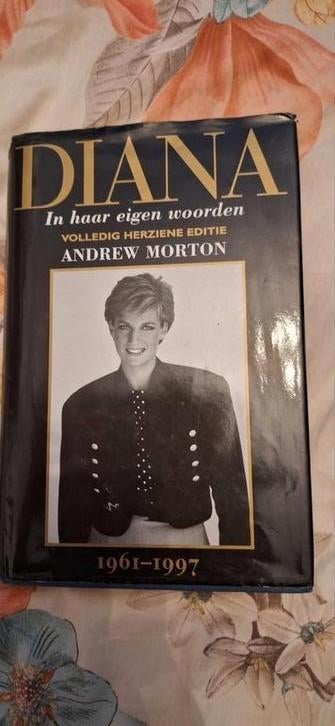 DIANA
In haar eigen woorden
VOLLEDIG HERZIENE EDITIE
ANDREW MORTON
1961–1997